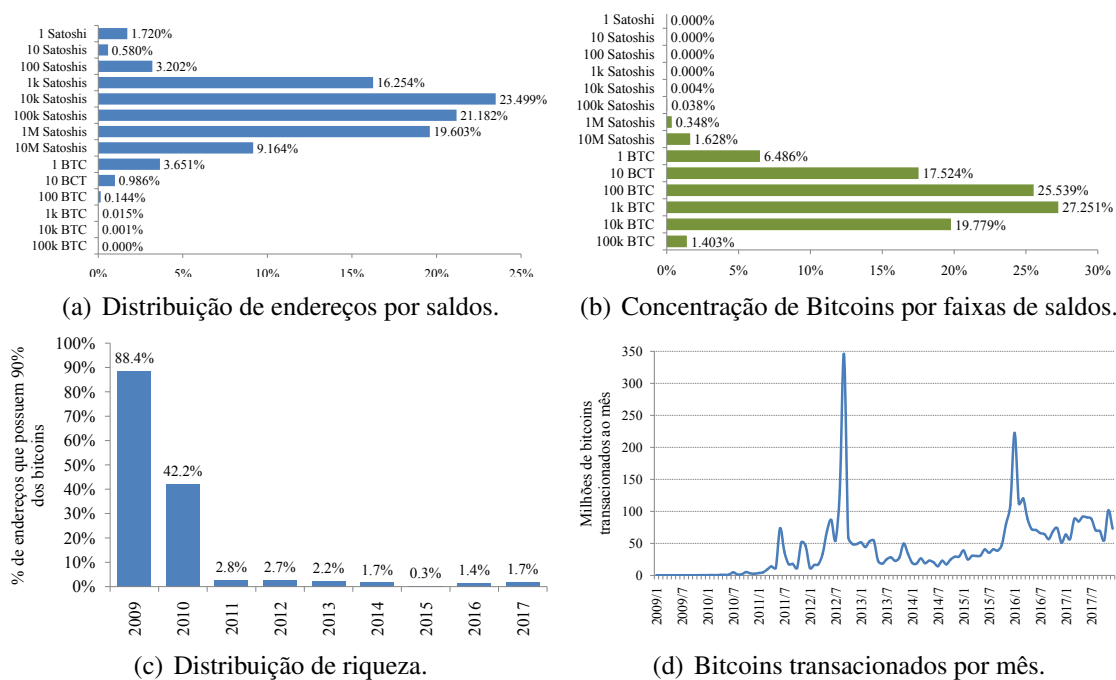 1 Satoshi 1.720%
10 Satoshis 0.580%
100 Satoshis 3.202%
1k Satoshis 16.254%
10k Satoshis 23.499%
100k Satoshis 21.182%
1M Satoshis 19.603%
10M Satoshis 9.164%
1 BTC 3.651%
10 BCT 0.986%
100 BTC 0.144%
1k BTC 0.015%
10k BTC 0.001%
100k BTC 0.000%
0% 5% 10% 15% 20% 25%
(a) Distribuição de endereços por saldos.
1 Satoshi 0.000%
10 Satoshis 0.000%
100 Satoshis 0.000%
1k Satoshis 0.000%
10k Satoshis 0.004%
100k Satoshis 0.038%
1M Satoshis 0.348%
10M Satoshis 1.628%
1 BTC 6.486%
10 BCT 17.524%
100 BTC 25.539%
1k BTC 27.251%
10k BTC 19.779%
100k BTC 1.403%
0% 5% 10% 15% 20% 25% 30%
(b) Concentração de Bitcoins por faixas de saldos.
% de endereços que possuem 90%
dos bitcoins
100%
90%
80%
70%
60%
50%
40%
30%
20%
10%
0%
88.4% 42.2% 2.8% 2.7% 2.2% 1.7% 0.3% 1.4% 1.7%
2009 2010 2011 2012 2013 2014 2015 2016 2017
(c) Distribuição de riqueza.
Milhões de bitcoins
transacionados ao mês
350
300
250
200
150
100
50
0
2009/1 2009/7 2010/1 2010/7 2011/1 2011/7 2012/1 2012/7 2013/1 2013/7 2014/1 2014/7 2015/1 2015/7 2016/1 2016/7 2017/1 2017/7
(d) Bitcoins transacionados por mês.